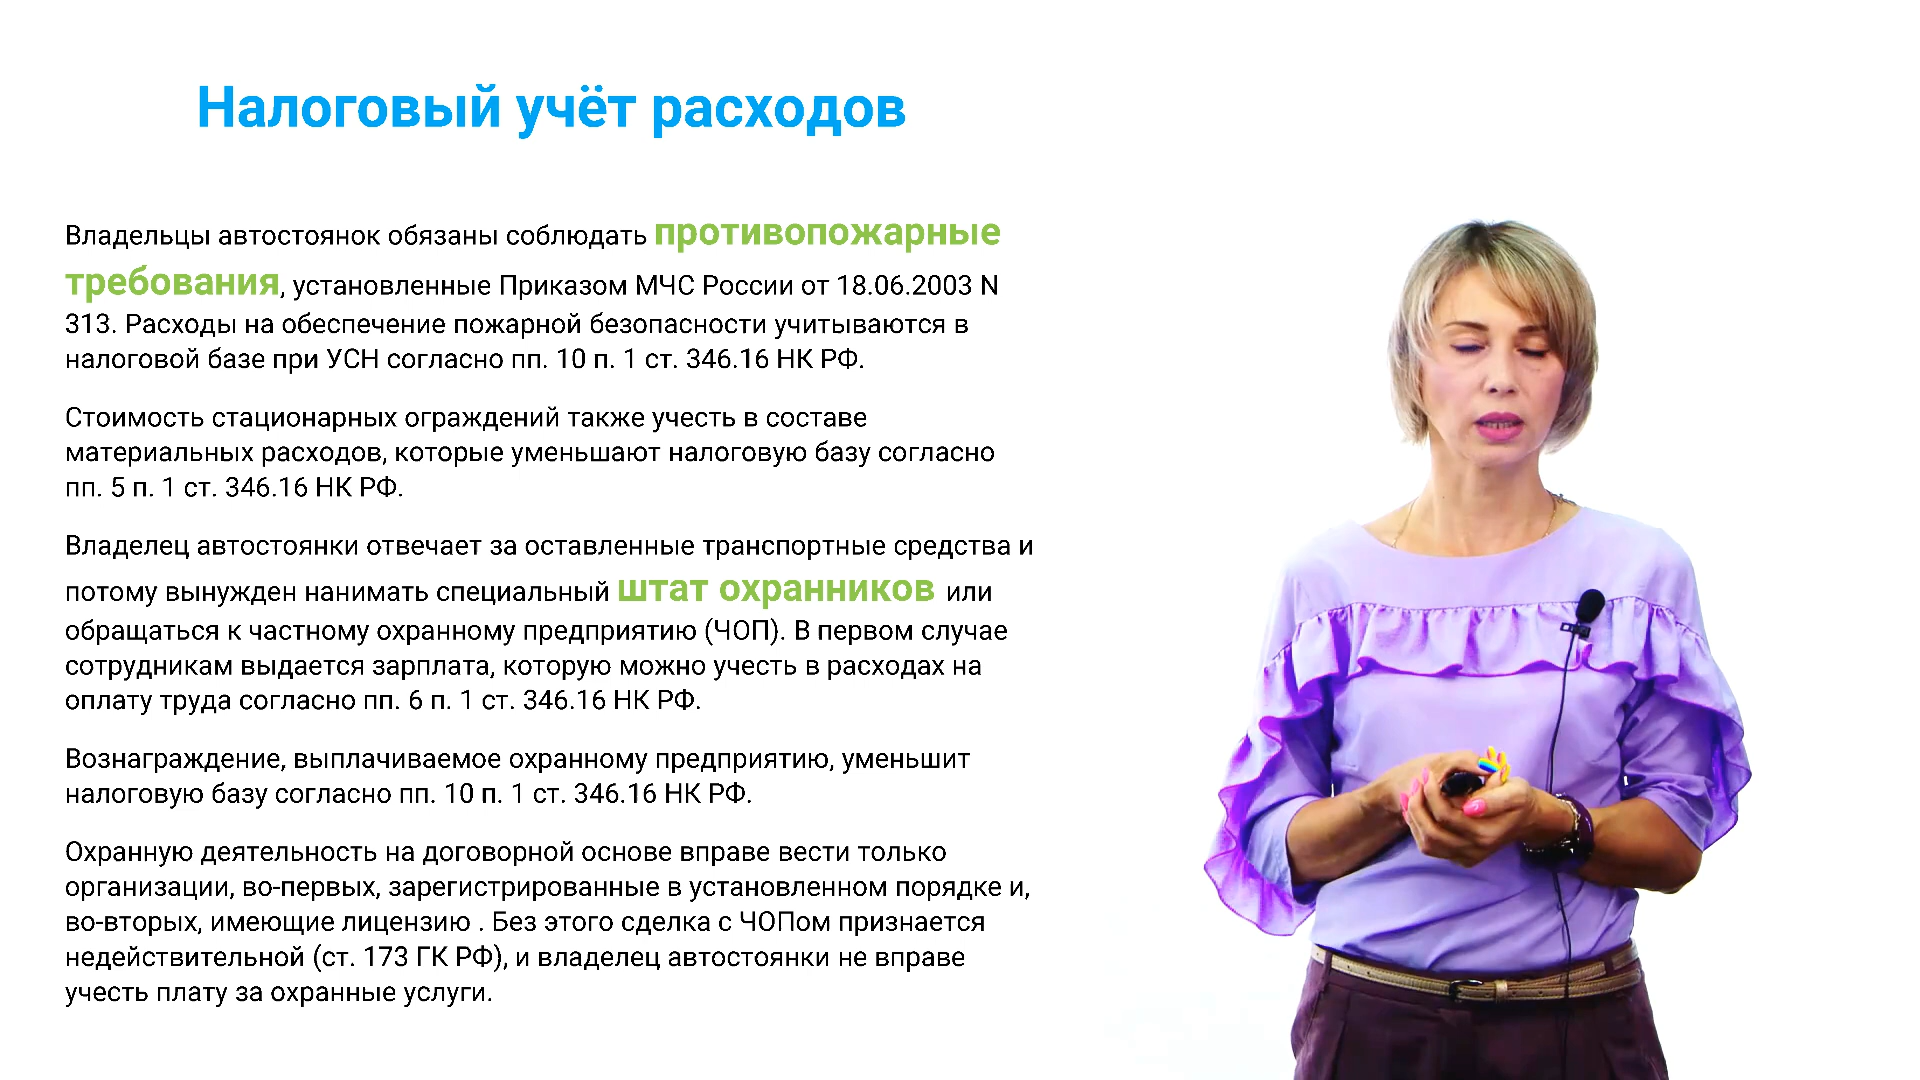 Налоговый учёт расходов
Владельцы автостоянок обязаны соблюдать противопожарные
требования, установленные Приказом МЧС России от 18.06.2003 N
313. Расходы на обеспечение пожарной безопасности учитываются в
налоговой базе при УСН согласно пп. 10 п. 1 ст. 346.16 НК РФ.
Стоимость стационарных ограждений также учесть в составе
материальных расходов, которые уменьшают налоговую базу согласно
пп. 5 п. 1 ст. 346.16 НК РФ.
Владелец автостоянки отвечает за оставленные транспортные средства и
потому вынужден нанимать специальный штат охранников или
обращаться к частному охранному предприятию (ЧОП). В первом случае
сотрудникам выдается зарплата, которую можно учесть в расходах на
оплату труда согласно пп. 6 п. 1 ст. 346.16 НК РФ.
Вознаграждение, выплачиваемое охранному предприятию, уменьшит
налоговую базу согласно пп. 10 п. 1 ст. 346.16 НК РФ.
Охранную деятельность на договорной основе вправе вести только
организации, во-первых, зарегистрированные в установленном порядке и,
во-вторых, имеющие лицензию . Без этого сделка с ЧОПом признается
недействительной (ст. 173 ГК РФ), и владелец автостоянки не вправе
учесть плату за охранные услуги.